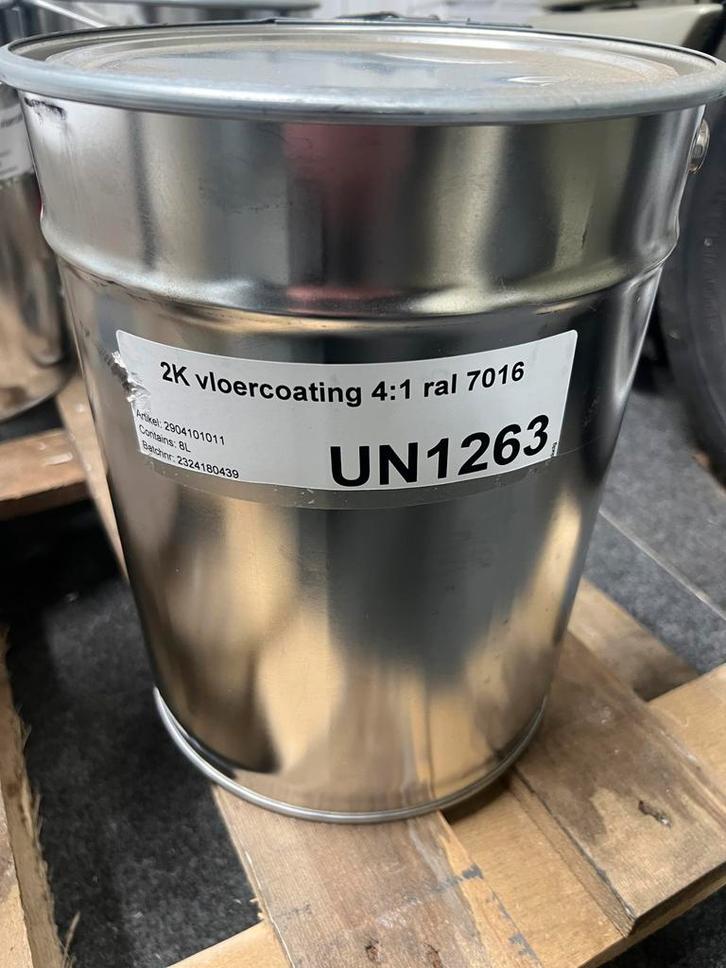 2K vloercoating 4:1 ral 7016
Artikel: 2904101011
Contains: 8L
Batchnr: 2324180439
UN1263